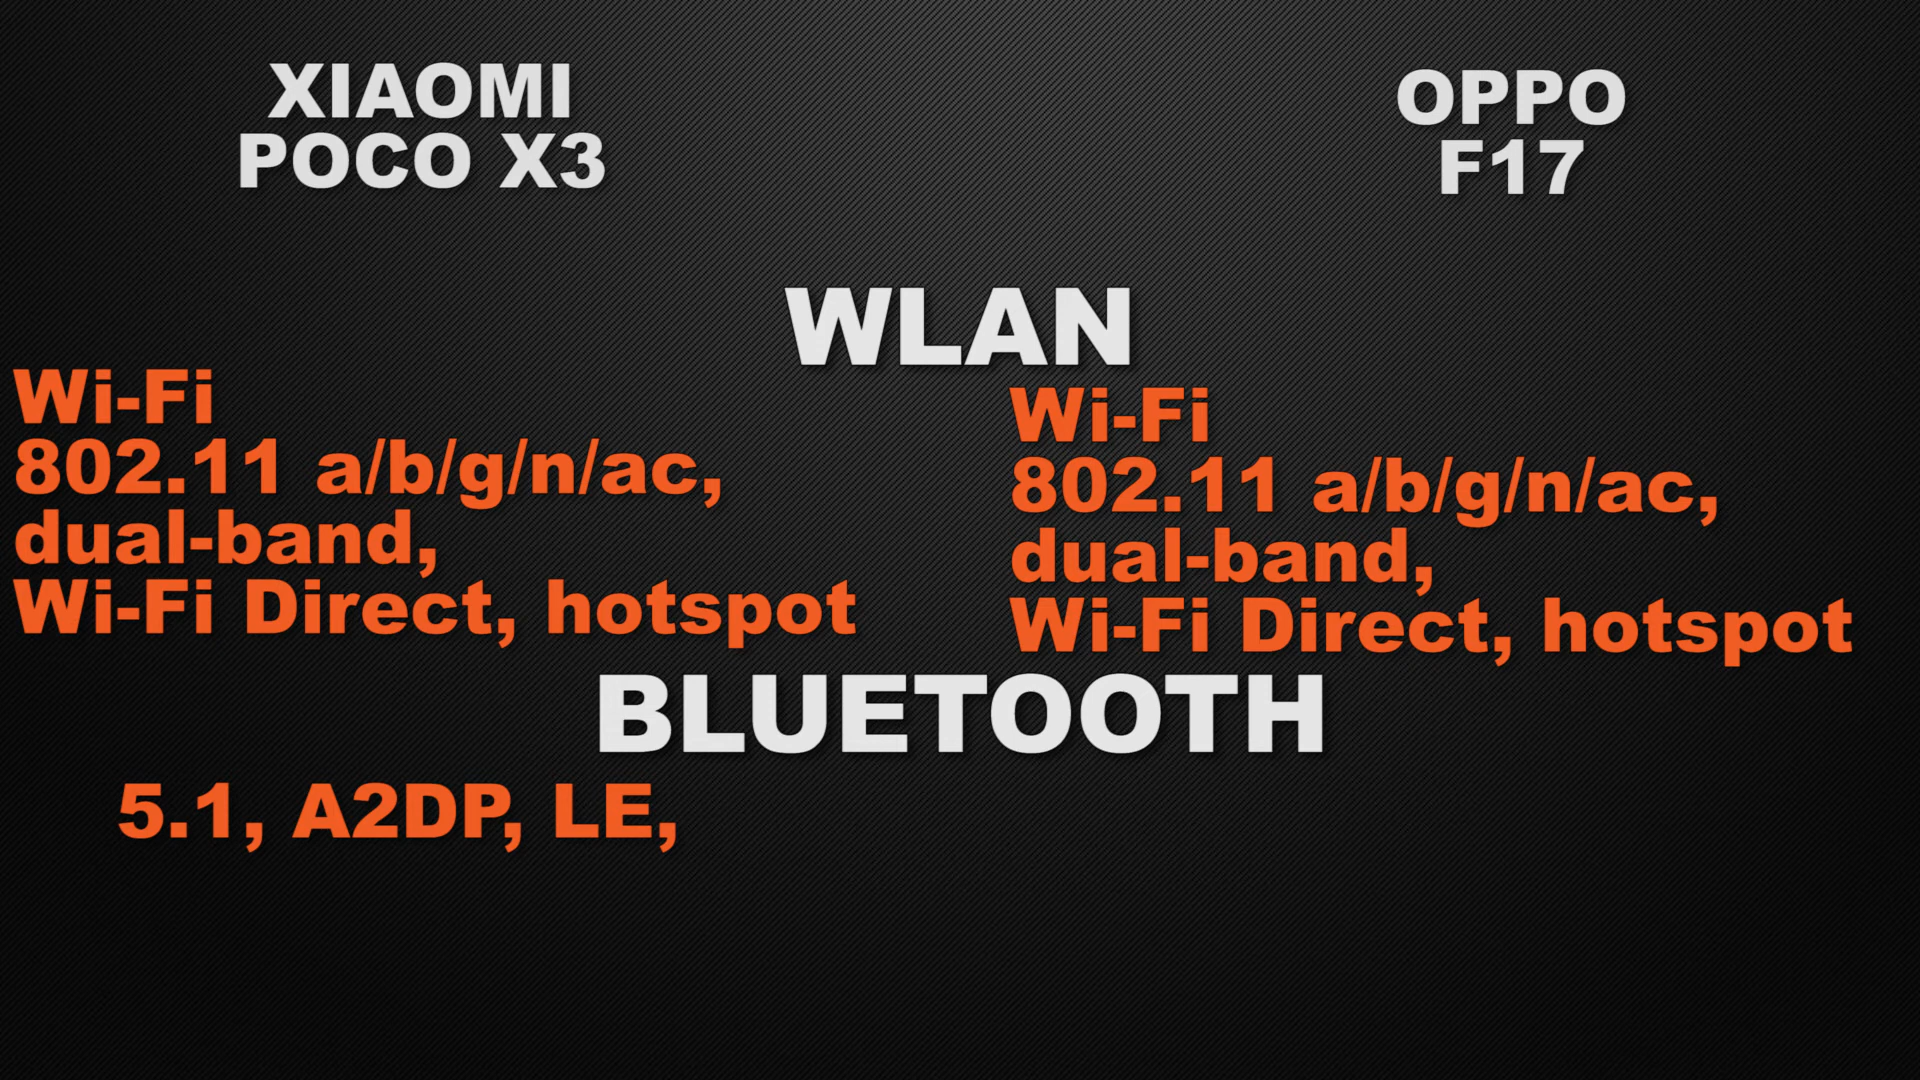 XIAOMI
POCO X3
OPPO
F17
WLAN
Wi-Fi
802.11 a/b/g/n/ac,
dual-band,
Wi-Fi Direct, hotspot
Wi-Fi
802.11 a/b/g/n/ac,
dual-band,
Wi-Fi Direct, hotspot
BLUETOOTH
5.1, A2DP, LE,